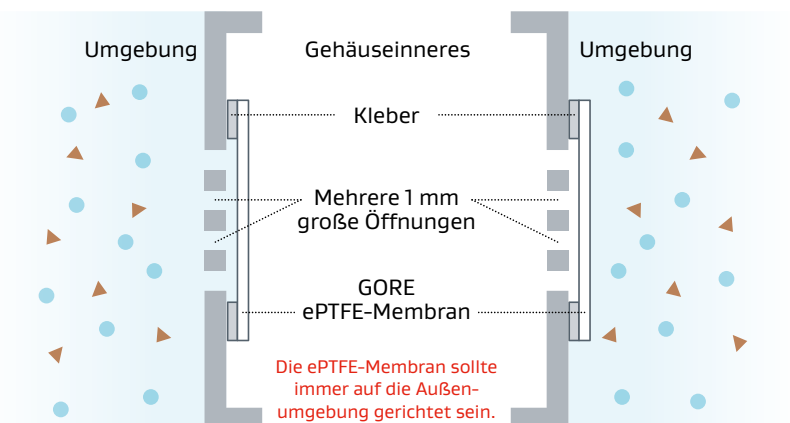 Umgebung
Gehäuseinneres
Umgebung
Kleber
Mehrere 1 mm
große Öffnungen
GORE
ePTFE-Membran
Die ePTFE-Membran sollte
immer auf die Außen-
umgebung gerichtet sein.